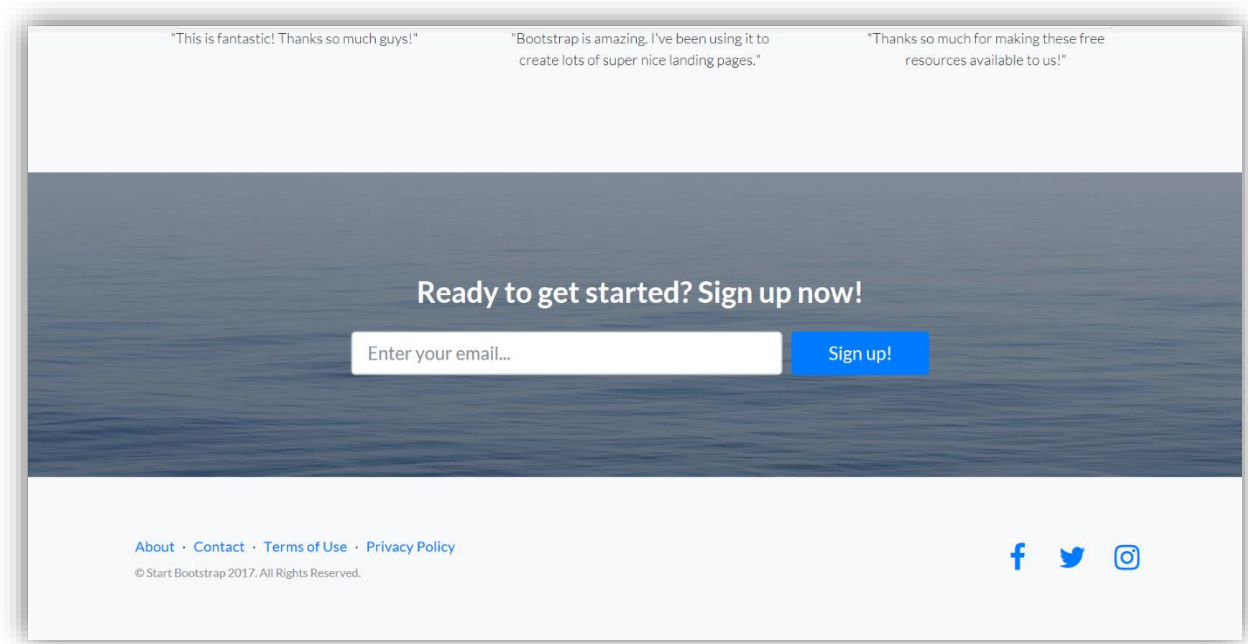 "This is fantastic! Thanks so much guys!"
"Bootstrap is amazing. I've been using it to
create lots of super nice landing pages."
"Thanks so much for making these free
resources available to us!"
Ready to get started? Sign up now!
Enter your email...
Sign up!
About · Contact · Terms of Use · Privacy Policy
© Start Bootstrap 2017. All Rights Reserved.